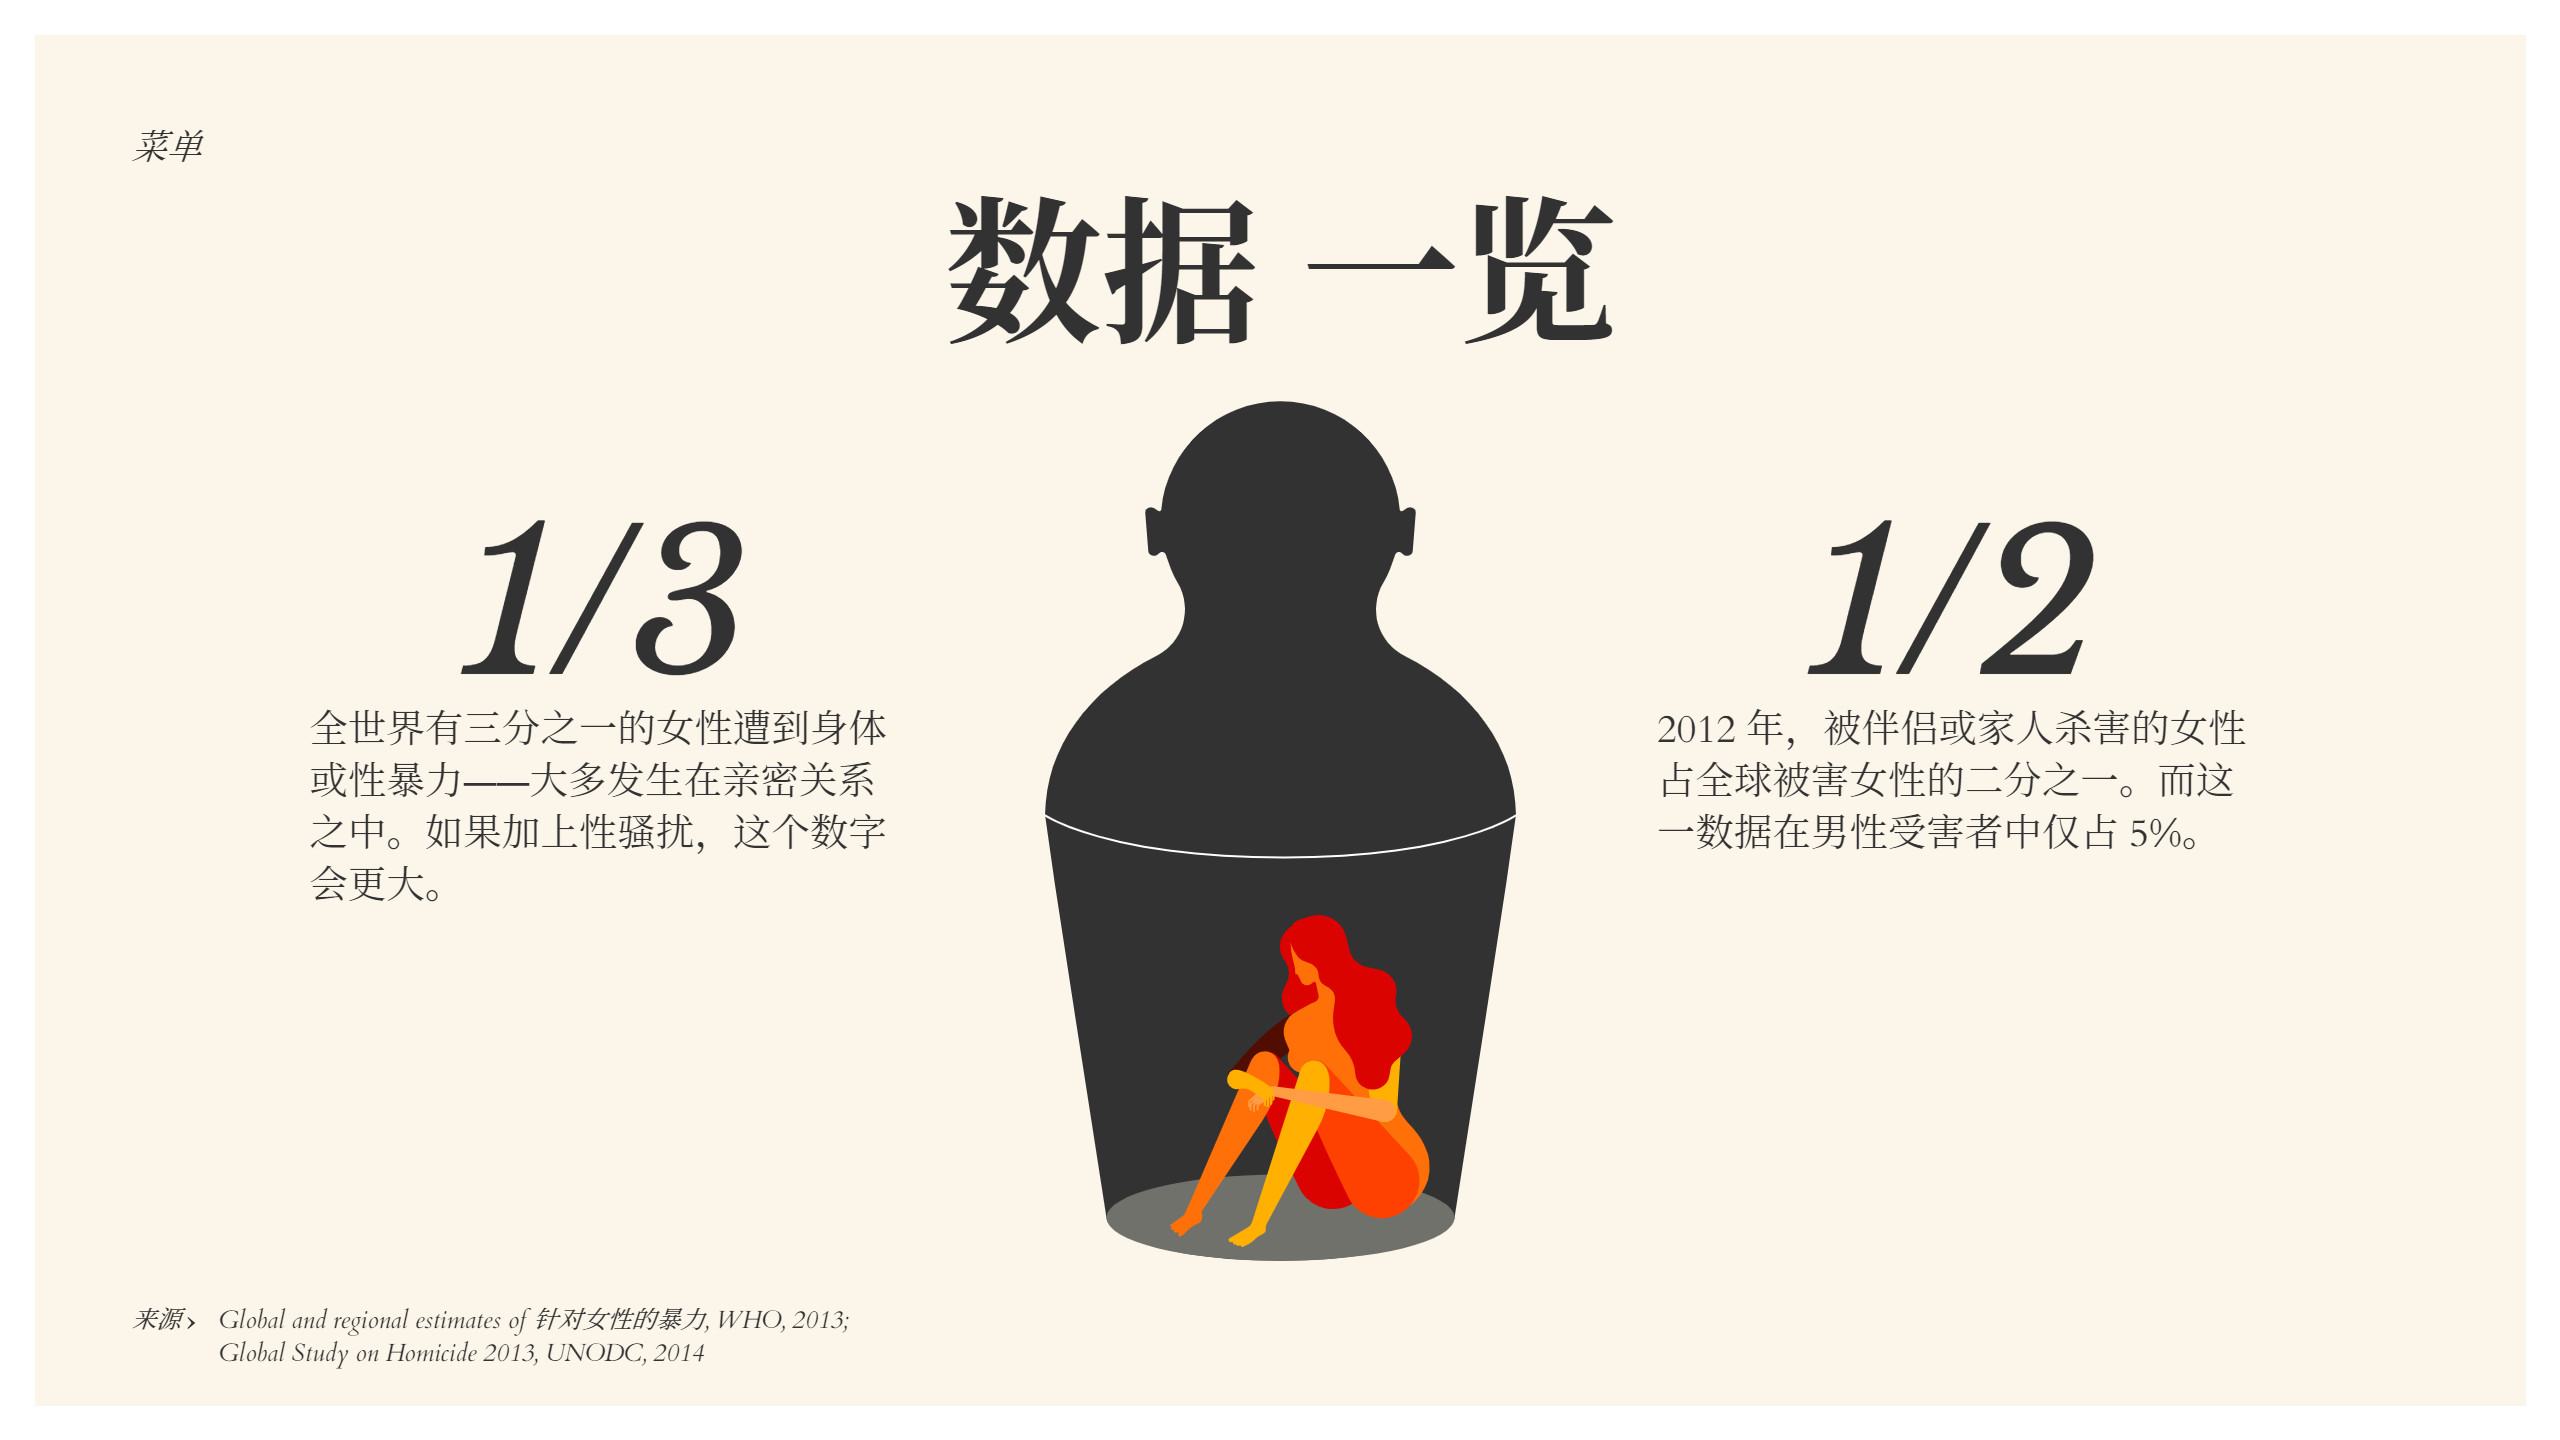 菜单
数据 一览
1/3
全世界有三分之一的女性遭到身体
或性暴力——大多发生在亲密关系
之中。如果加上性骚扰，这个数字
会更大。
1/2
2012 年，被伴侣或家人杀害的女性
占全球被害女性的二分之一。而这
一数据在男性受害者中仅占 5%。
来源 › Global and regional estimates of 针对女性的暴力, WHO, 2013;
Global Study on Homicide 2013, UNODC, 2014